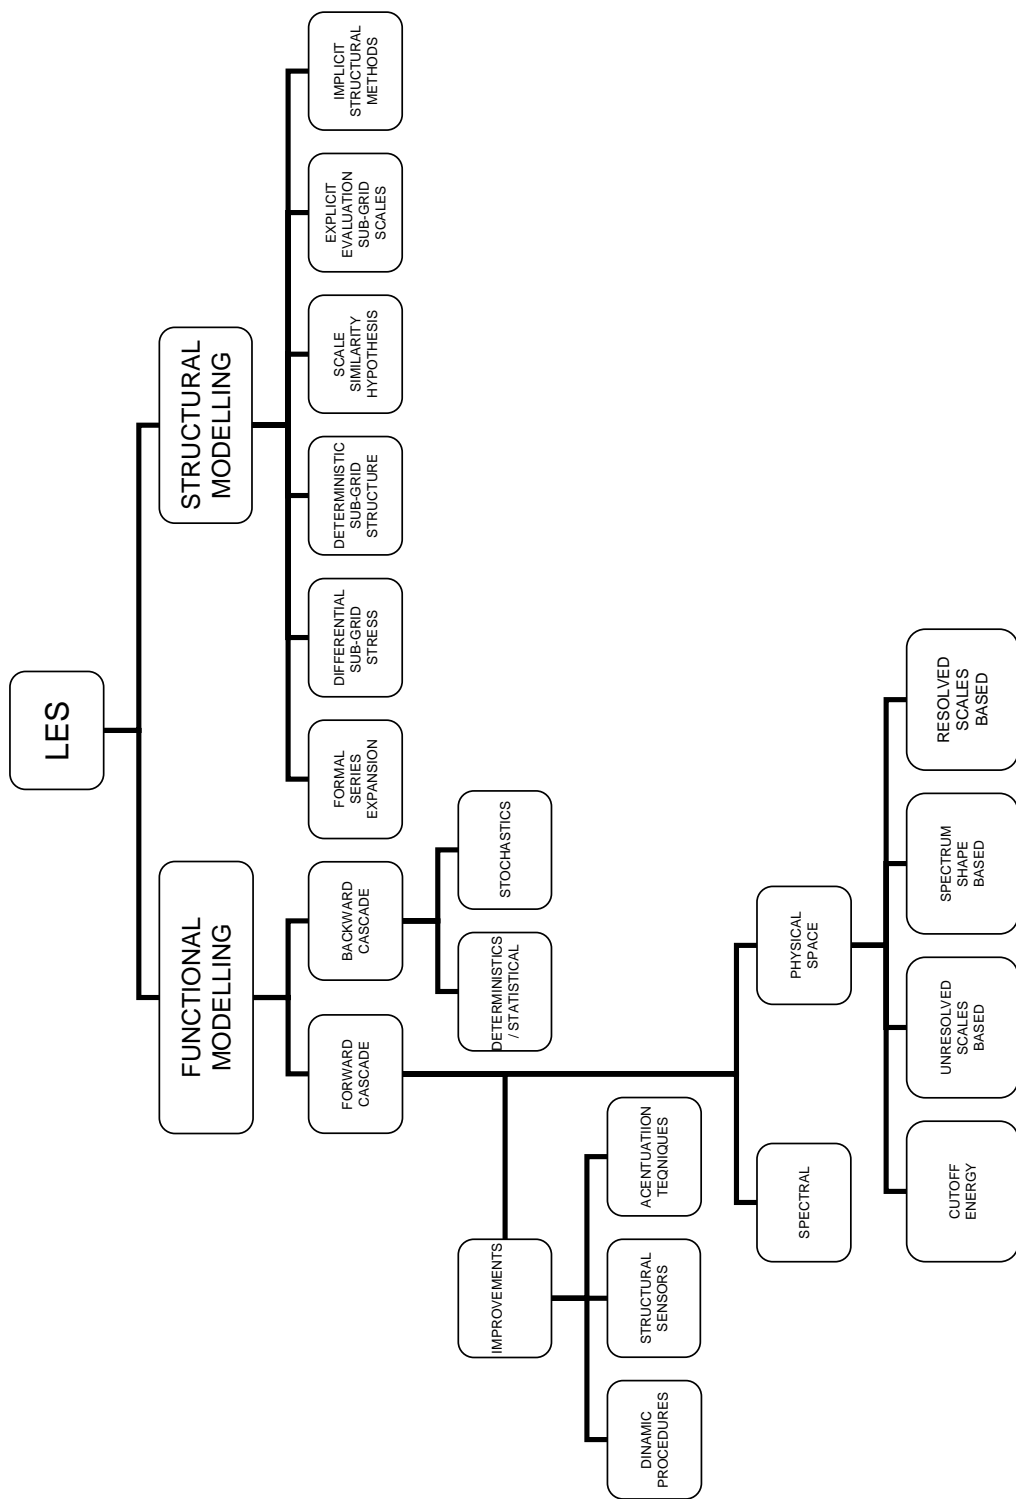 LES
FUNCTIONAL
MODELLING
STRUCTURAL
MODELLING
FORWARD
CASCADE
BACKWARD
CASCADE
FORMAL
SERIES
EXPANSION
DIFFERENTIAL
SUB-GRID
STRESS
DETERMINISTIC
SUB-GRID
STRUCTURE
SCALE
SIMILARITY
HYPOTHESIS
EXPLICIT
EVALUATION
SUB-GRID
SCALES
IMPLICIT
STRUCTURAL
METHODS
IMPROVEMENTS
DETERMINISTICS
/ STATISTICAL
STOCHASTICS
DINAMIC
PROCEDURES
STRUCTURAL
SENSORS
ACENTUATIION
TEQNIQUES
SPECTRAL
PHYSICAL
SPACE
CUTOFF
ENERGY
UNRESOLVED
SCALES
BASED
SPECTRUM
SHAPE
BASED
RESOLVED
SCALES
BASED